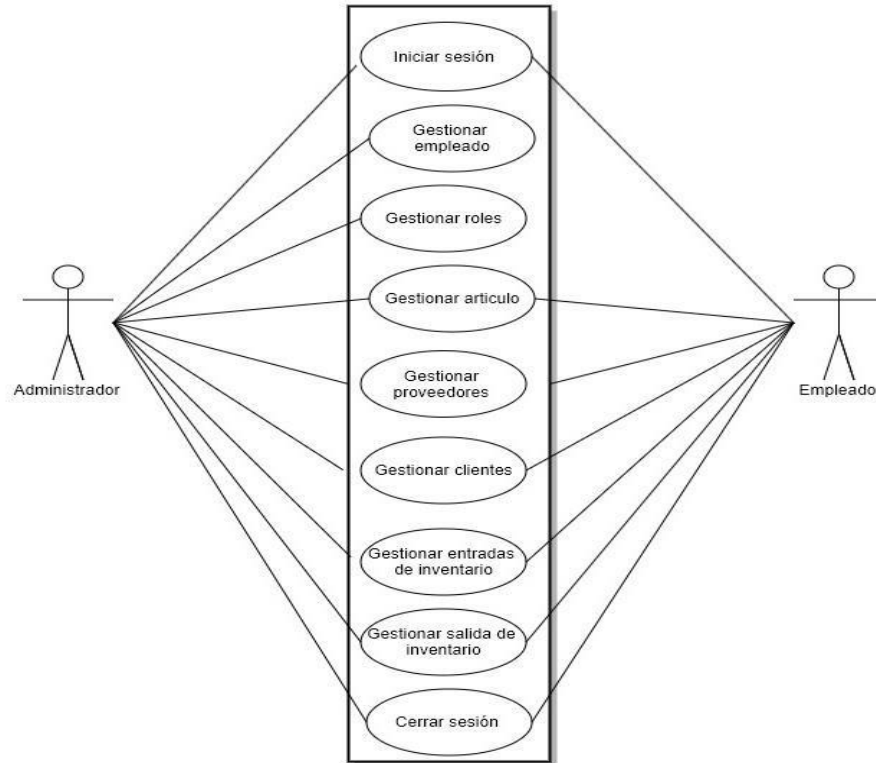 Iniciar sesión
Gestionar
empleado
Gestionar roles
Gestionar articulo
Gestionar
proveedores
Gestionar clientes
Gestionar entradas
de inventario
Gestionar salida de
inventario
Cerrar sesión
Administrador
Empleado